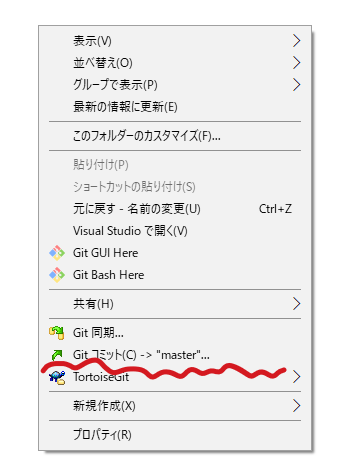 表示(V)
並べ替え(O)
グループで表示(P)
最新の情報に更新(E)
このフォルダーのカスタマイズ(F)...
貼り付け(P)
ショートカットの貼り付け(S)
元に戻す - 名前の変更(U) Ctrl+Z
Visual Studio で開く(V)
Git GUI Here
Git Bash Here
共有(H)
Git 同期...
Git コミット(C) -> "master"...
TortoiseGit
新規作成(X)
プロパティ(R)